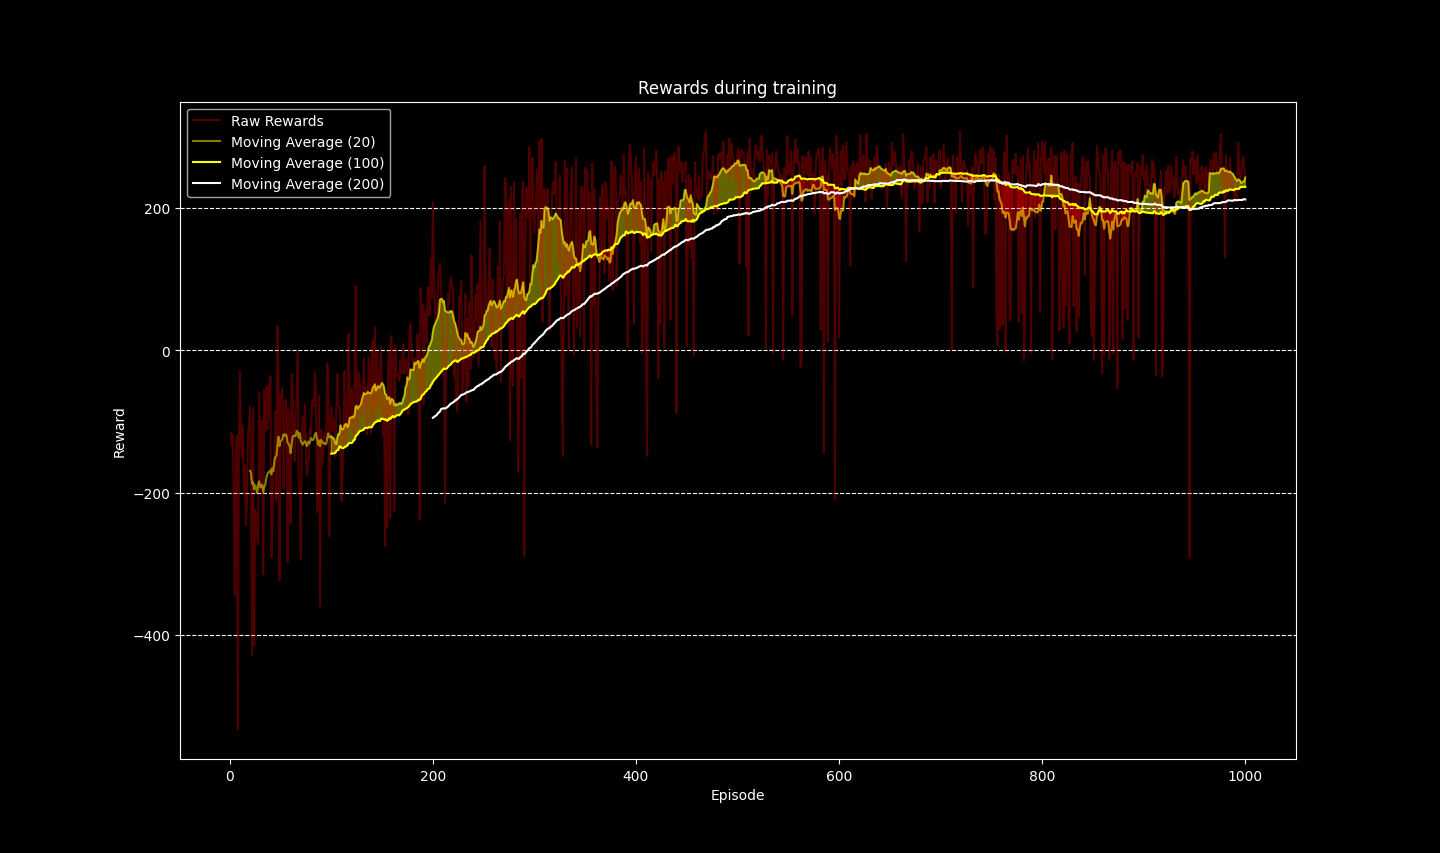 Rewards during training
Raw Rewards
Moving Average (20)
Moving Average (100)
Moving Average (200)
200
0
−200
−400
Reward
0 200 400 600 800 1000
Episode